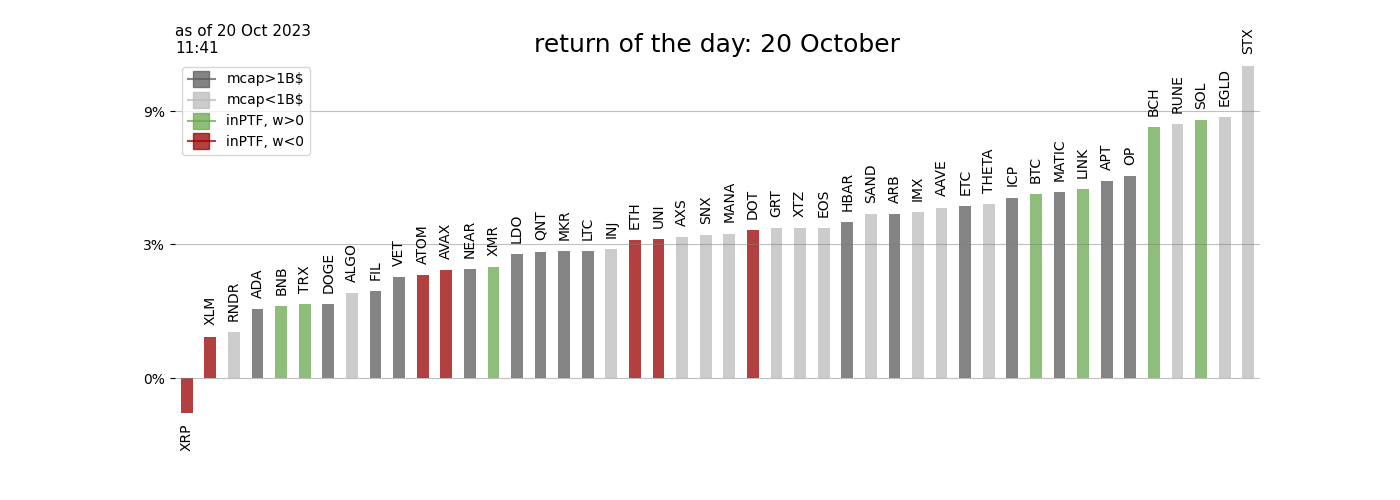 as of 20 Oct 2023
11:41
return of the day: 20 October
mcap>1B$
mcap<1B$
inPTF, w>0
inPTF, w<0
9%
3%
0%
XRP
XLM
RNDR
ADA
BNB
TRX
DOGE
ALGO
FIL
VET
ATOM
AVAX
NEAR
XMR
LDO
QNT
MKR
LTC
INJ
ETH
UNI
AXS
SNX
MANA
DOT
GRT
XTZ
EOS
HBAR
SAND
ARB
IMX
AAVE
ETC
THETA
ICP
BTC
MATIC
LINK
APT
OP
BCH
RUNE
SOL
EGLD
STX